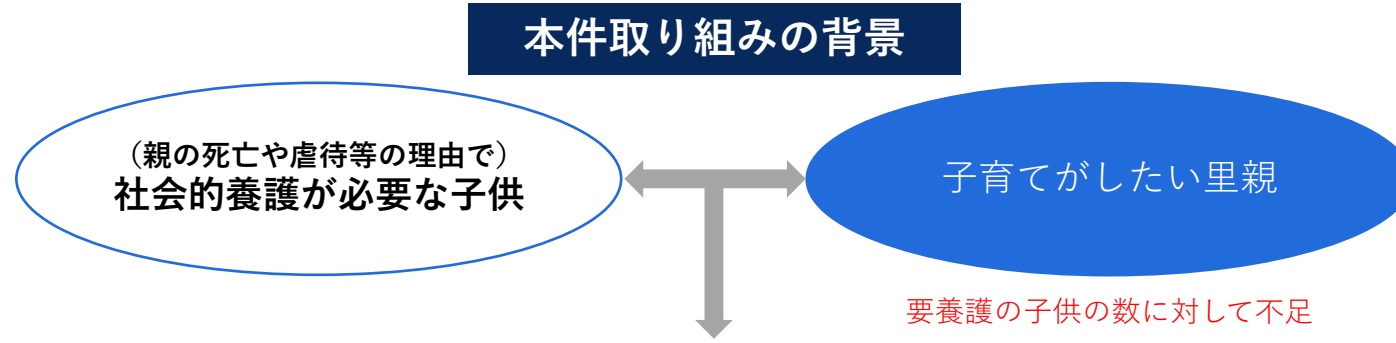 本件取り組みの背景
（親の死亡や虐待等の理由で）
社会的養護が必要な子供
子育てがしたい里親
要養護の子供の数に対して不足